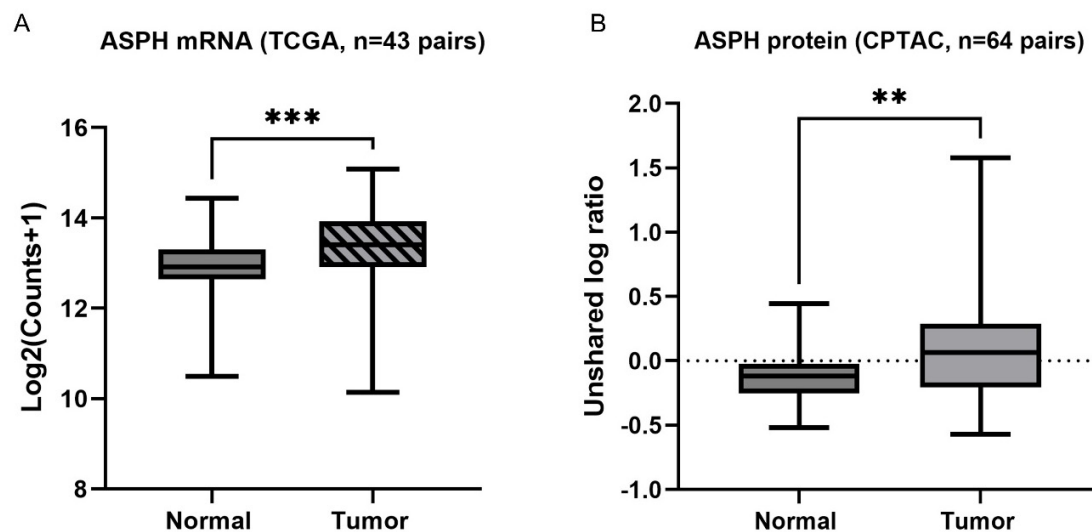 A
ASPH mRNA (TCGA, n=43 pairs)
***
16
14
12
10
8
Log2(Counts+1)
Normal
Tumor
B
ASPH protein (CPTAC, n=64 pairs)
**
2.0
1.5
1.0
0.5
0.0
-0.5
-1.0
Unshared log ratio
Normal
Tumor